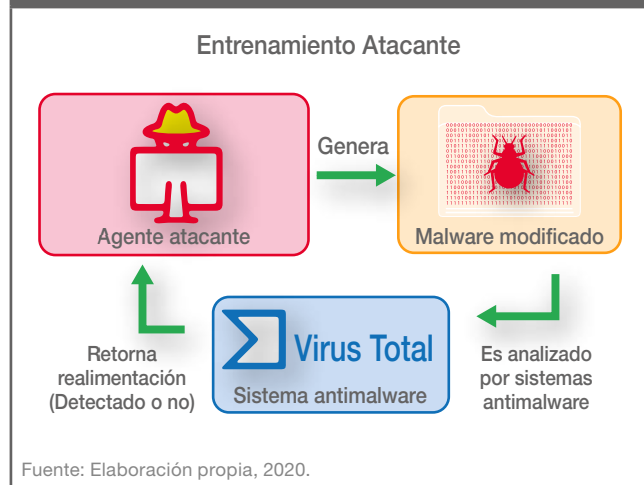 Entrenamiento Atacante
Genera
Agente atacante
Malware modificado
Virus Total
Sistema antimalware
Retorna
realimentación
(Detectado o no)
Es analizado
por sistemas
antimalware
Fuente: Elaboración propia, 2020.